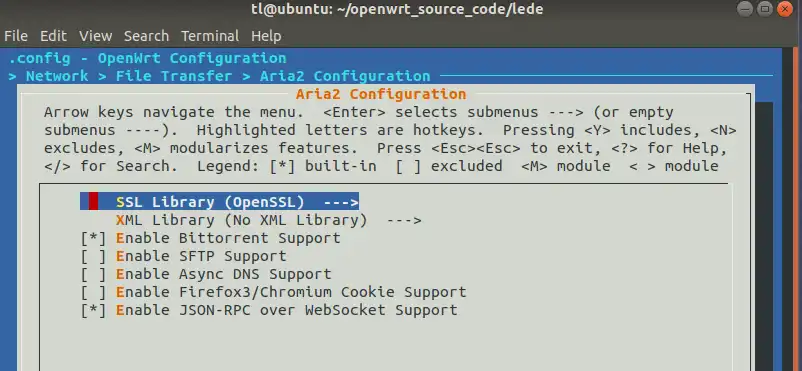 tl@ubuntu: ~/openwrt_source_code/lede
File Edit View Search Terminal Help
.config - OpenWrt Configuration
> Network > File Transfer > Aria2 Configuration
Aria2 Configuration
Arrow keys navigate the menu. <Enter> selects submenus ---> (or empty
submenus ----). Highlighted letters are hotkeys. Pressing <Y> includes, <N>
excludes, <M> modularizes features. Press <Esc><Esc> to exit, <?> for Help,
</> for Search. Legend: [*] built-in [ ] excluded <M> module < > module
SSL Library (OpenSSL) --->
XML Library (No XML Library) --->
[*] Enable Bittorrent Support
[ ] Enable SFTP Support
[ ] Enable Async DNS Support
[ ] Enable Firefox3/Chromium Cookie Support
[*] Enable JSON-RPC over WebSocket Support